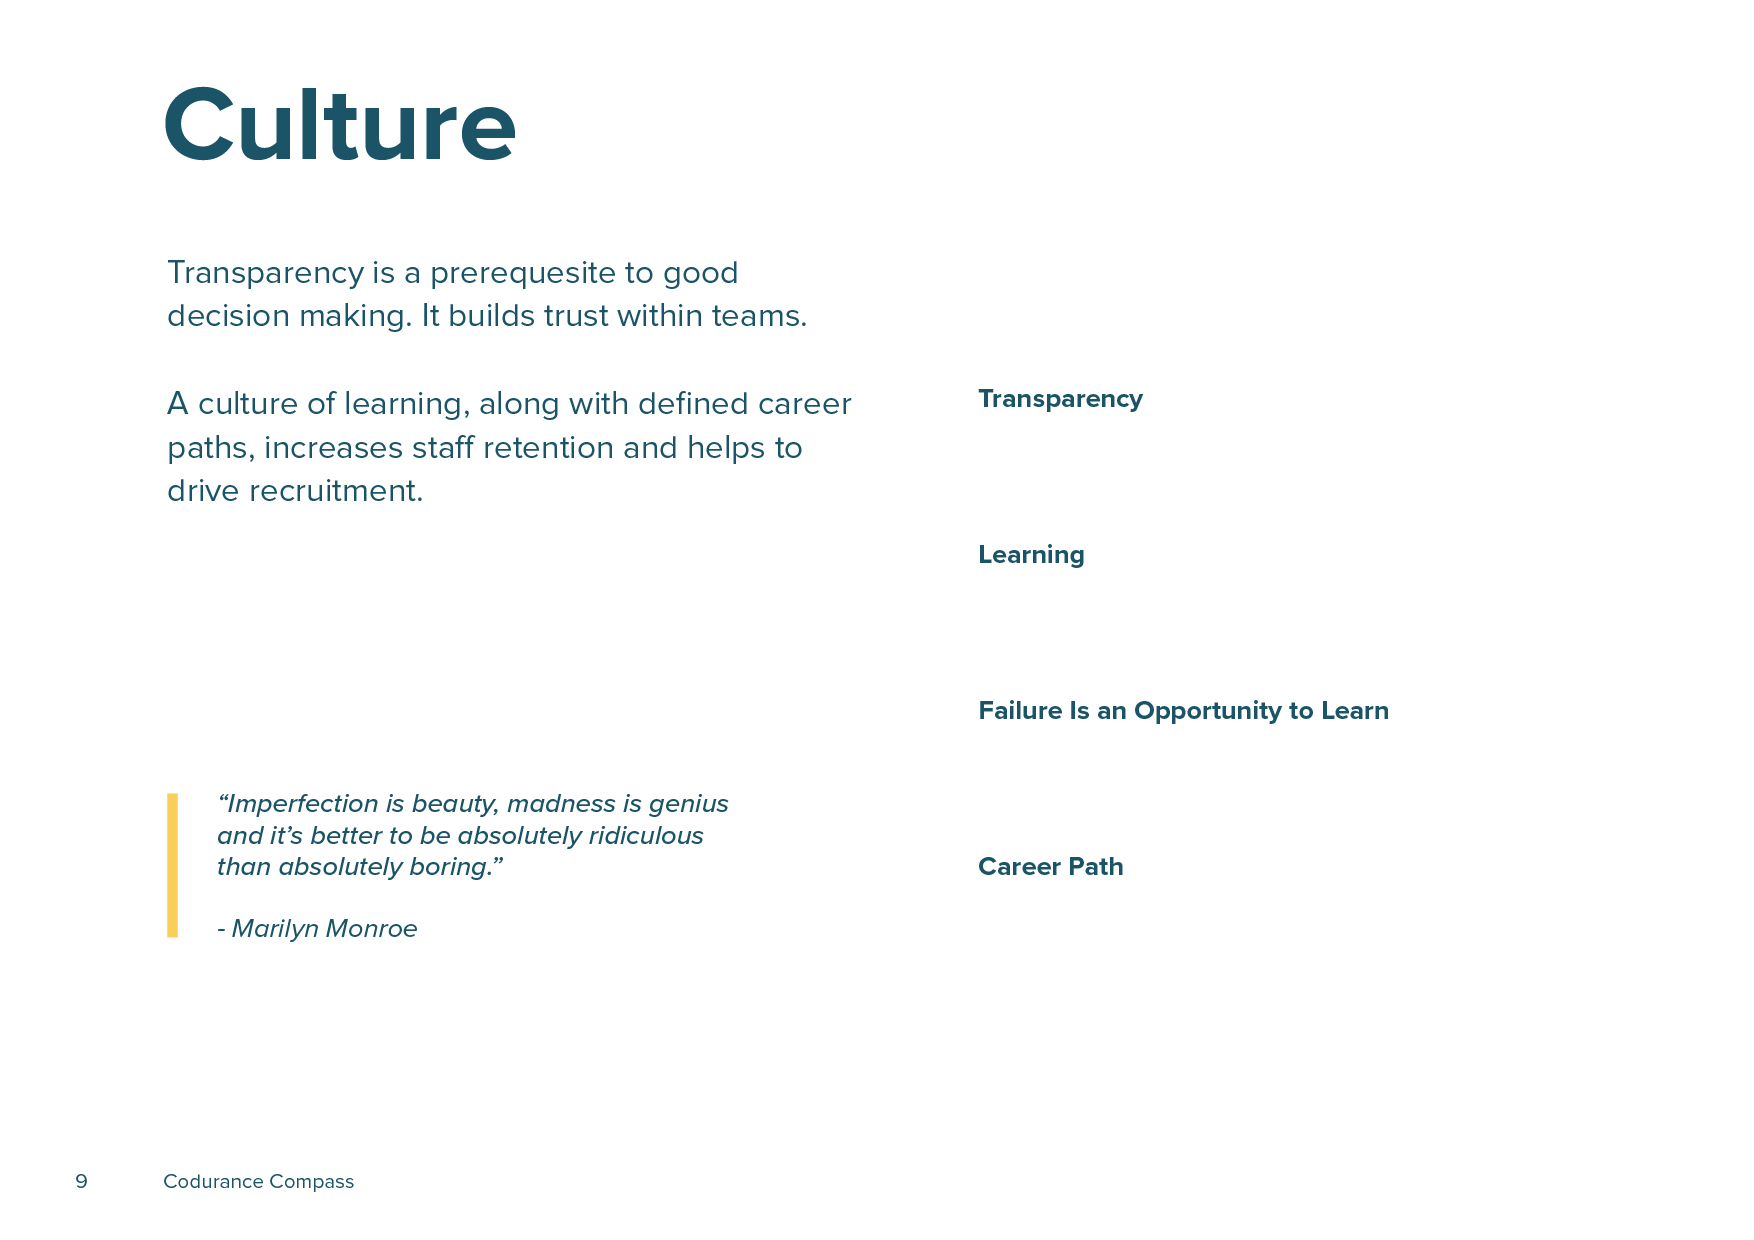 Culture
Transparency is a prerequesite to good
decision making. It builds trust within teams.
A culture of learning, along with defined career
paths, increases staff retention and helps to
drive recruitment.
“Imperfection is beauty, madness is genius
and it’s better to be absolutely ridiculous
than absolutely boring.”
- Marilyn Monroe
Transparency
Learning
Failure Is an Opportunity to Learn
Career Path
9
Codurance Compass